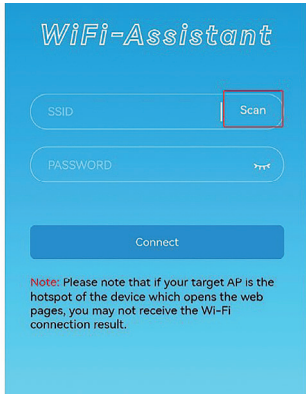 WiFi-Assistant
SSID
Scan
PASSWORD
Connect
Note: Please note that if your target AP is the
hotspot of the device which opens the web
pages, you may not receive the Wi-Fi
connection result.